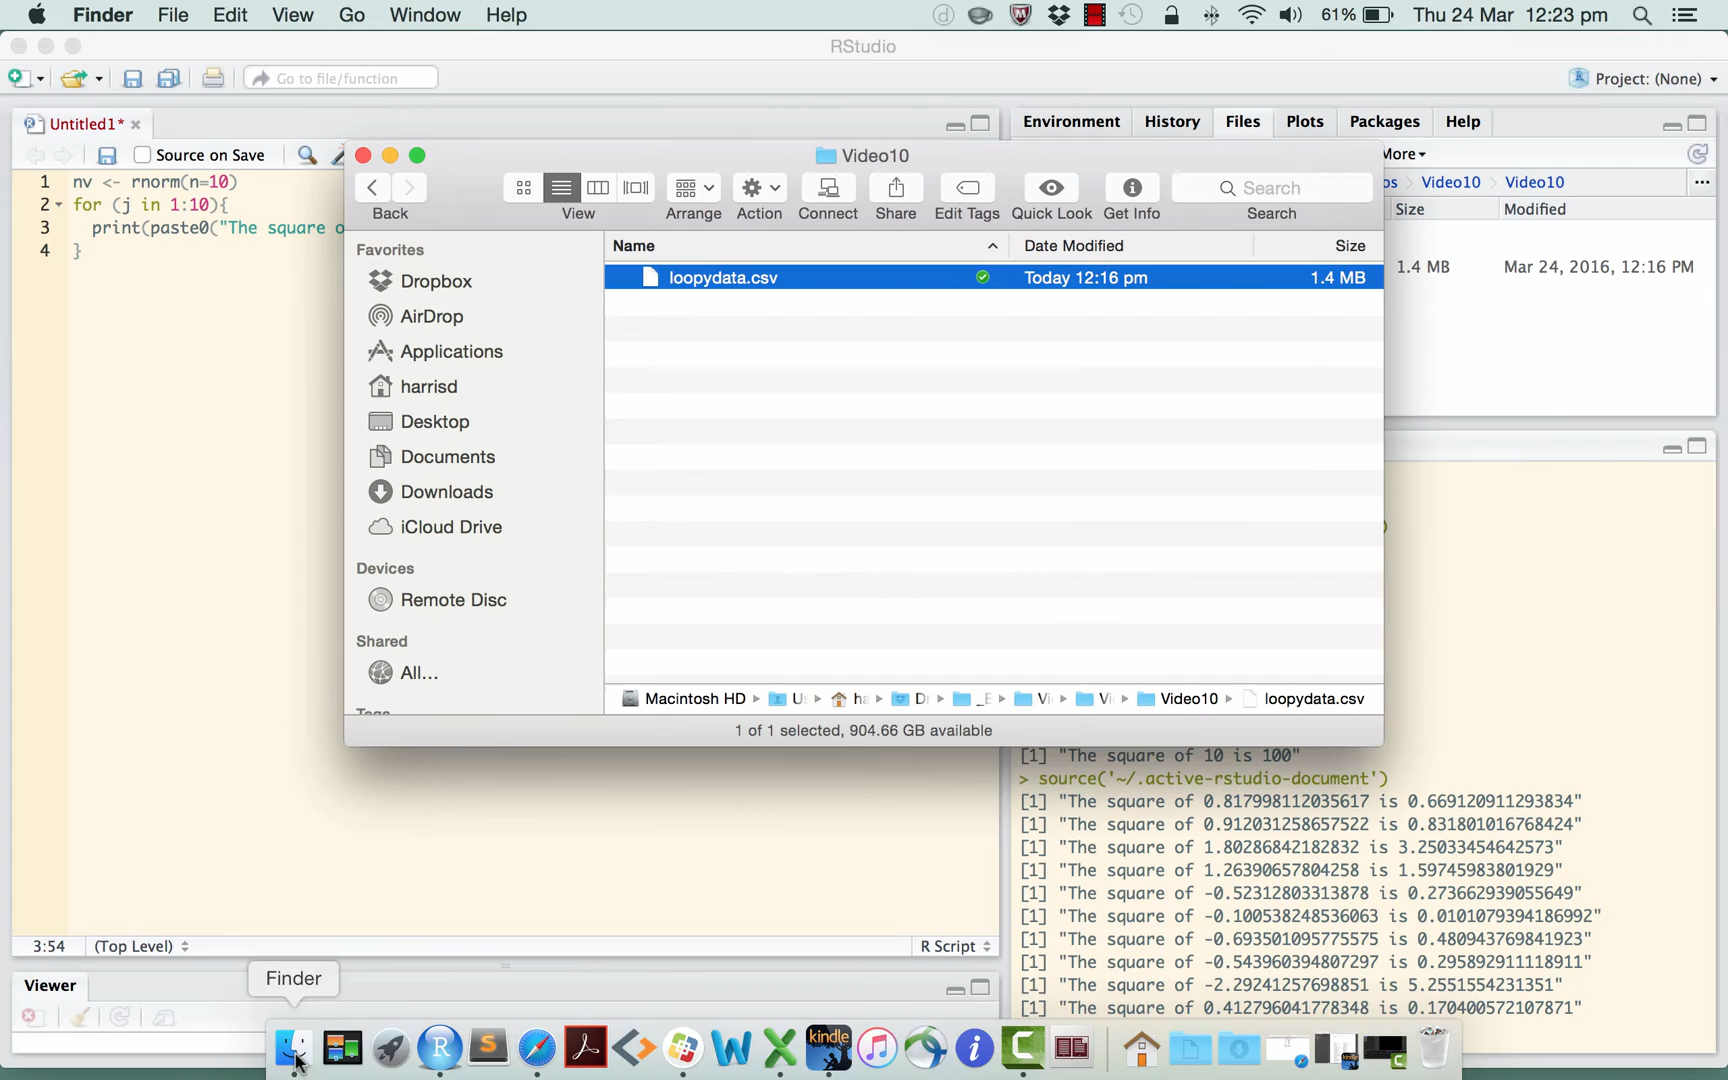 Finder File Edit View Go Window Help 61% Thu 24 Mar 12:23 pm
RStudio
Go to file/function Project: (None)
Untitled1* Environment History Files Plots Packages Help
Source on Save More
1 nv <- rnorm(n=10)
2 for (j in 1:10){
3 print(paste0("The square o
4 }
Video10
Back View Arrange Action Connect Share Edit Tags Quick Look Get Info Search
Search
os Video10 Video10 ...
Size Modified
1.4 MB Mar 24, 2016, 12:16 PM
Favorites
Dropbox
AirDrop
Applications
harrisd
Desktop
Documents
Downloads
iCloud Drive
Devices
Remote Disc
Shared
All...
Tags
Name Date Modified Size
loopydata.csv Today 12:16 pm 1.4 MB
Macintosh HD Us ha Dr _E Vi Vi Video10 loopydata.csv
1 of 1 selected, 904.66 GB available
[1] "The square of 10 is 100"
> source('~/.active-rstudio-document')
[1] "The square of 0.817998112035617 is 0.669120911293834"
[1] "The square of 0.912031258657522 is 0.831801016768424"
[1] "The square of 1.80286842182832 is 3.25033454642573"
[1] "The square of 1.26390657804258 is 1.59745983801929"
[1] "The square of -0.52312803313878 is 0.273662939055649"
[1] "The square of -0.100538248536063 is 0.0101079394186992"
[1] "The square of -0.693501095775575 is 0.480943769841923"
[1] "The square of -0.543960394807297 is 0.295892911118911"
[1] "The square of -2.29241257698851 is 5.2551554231351"
[1] "The square of 0.412796041778348 is 0.170400572107871"
3:54 (Top Level) R Script
Viewer
Finder
kindle